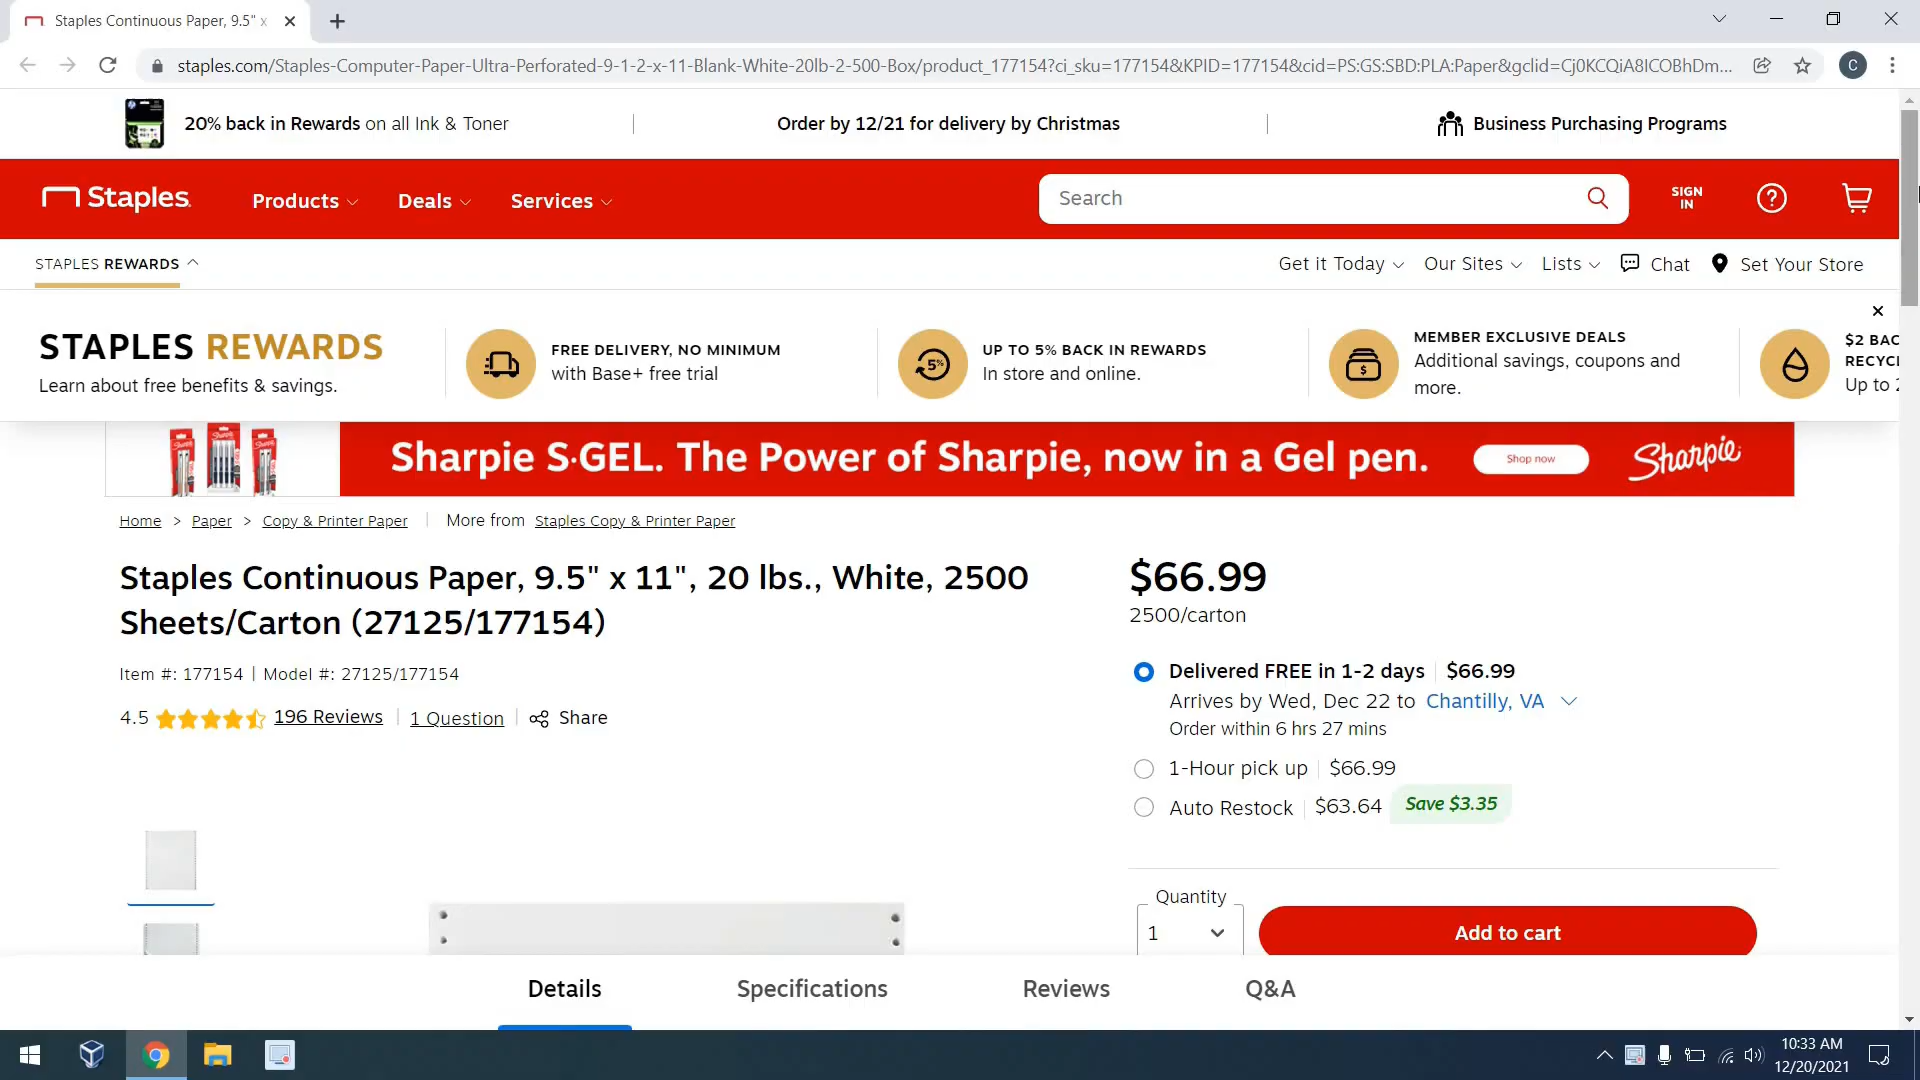 Staples Continuous Paper, 9.5" x
staples.com/Staples-Computer-Paper-Ultra-Perforated-9-1-2-x-11-Blank-White-20lb-2-500-Box/product_177154?ci_sku=177154&KPID=177154&cid=PS:GS:SBD:PLA:Paper&gclid=Cj0KCQiA8ICOBhDm...
C
20% back in Rewards on all Ink & Toner
Order by 12/21 for delivery by Christmas
Business Purchasing Programs
Staples
Products
Deals
Services
Search
SIGN
IN
STAPLES REWARDS
Get it Today
Our Sites
Lists
Chat
Set Your Store
STAPLES REWARDS
Learn about free benefits & savings.
FREE DELIVERY, NO MINIMUM
with Base+ free trial
5%
UP TO 5% BACK IN REWARDS
In store and online.
MEMBER EXCLUSIVE DEALS
Additional savings, coupons and
more.
$2 BAC
RECYC
Up to 2
Sharpie S·GEL. The Power of Sharpie, now in a Gel pen.
Shop now
Sharpie
Home > Paper > Copy & Printer Paper | More from Staples Copy & Printer Paper
Staples Continuous Paper, 9.5" x 11", 20 lbs., White, 2500
Sheets/Carton (27125/177154)
Item #: 177154 | Model #: 27125/177154
4.5 196 Reviews | 1 Question | Share
$66.99
2500/carton
Delivered FREE in 1-2 days | $66.99
Arrives by Wed, Dec 22 to Chantilly, VA
Order within 6 hrs 27 mins
1-Hour pick up | $66.99
Auto Restock | $63.64 Save $3.35
Quantity
1
Add to cart
Details
Specifications
Reviews
Q&A
10:33 AM
12/20/2021